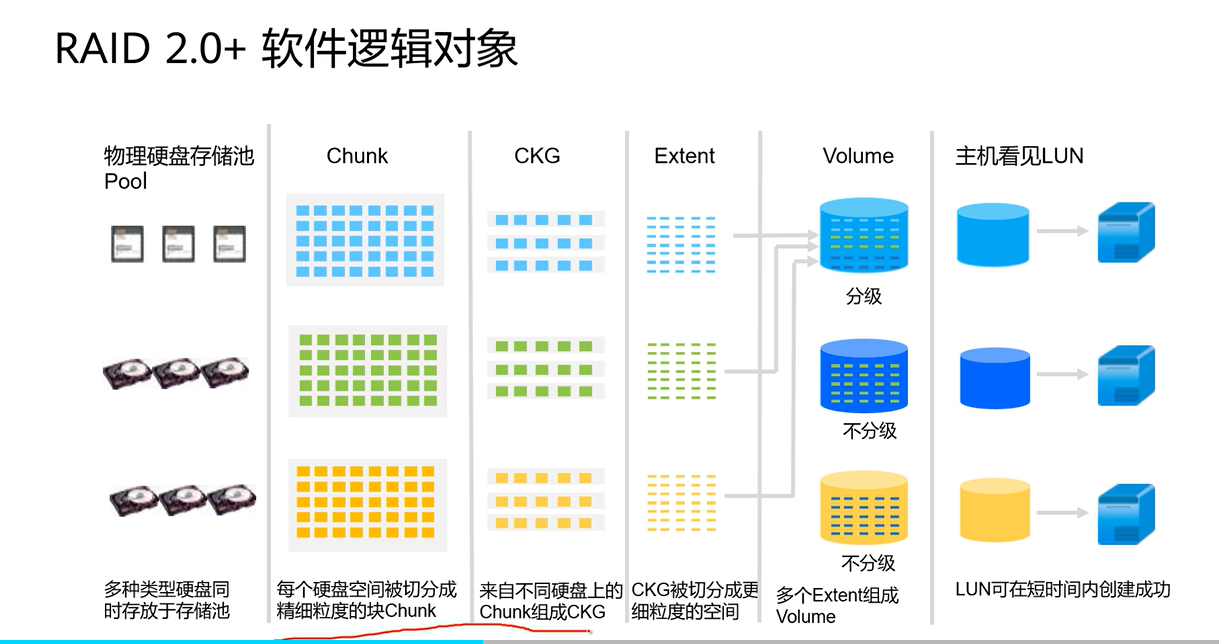 RAID 2.0+ 软件逻辑对象
物理硬盘存储池
Pool
Chunk
CKG
Extent
Volume
主机看见LUN
分级
不分级
不分级
多种类型硬盘同
时存放于存储池
每个硬盘空间被切分成
精细粒度的块Chunk
来自不同硬盘上的
Chunk组成CKG
CKG被切分成更
细粒度的空间
多个Extent组成
Volume
LUN可在短时间内创建成功